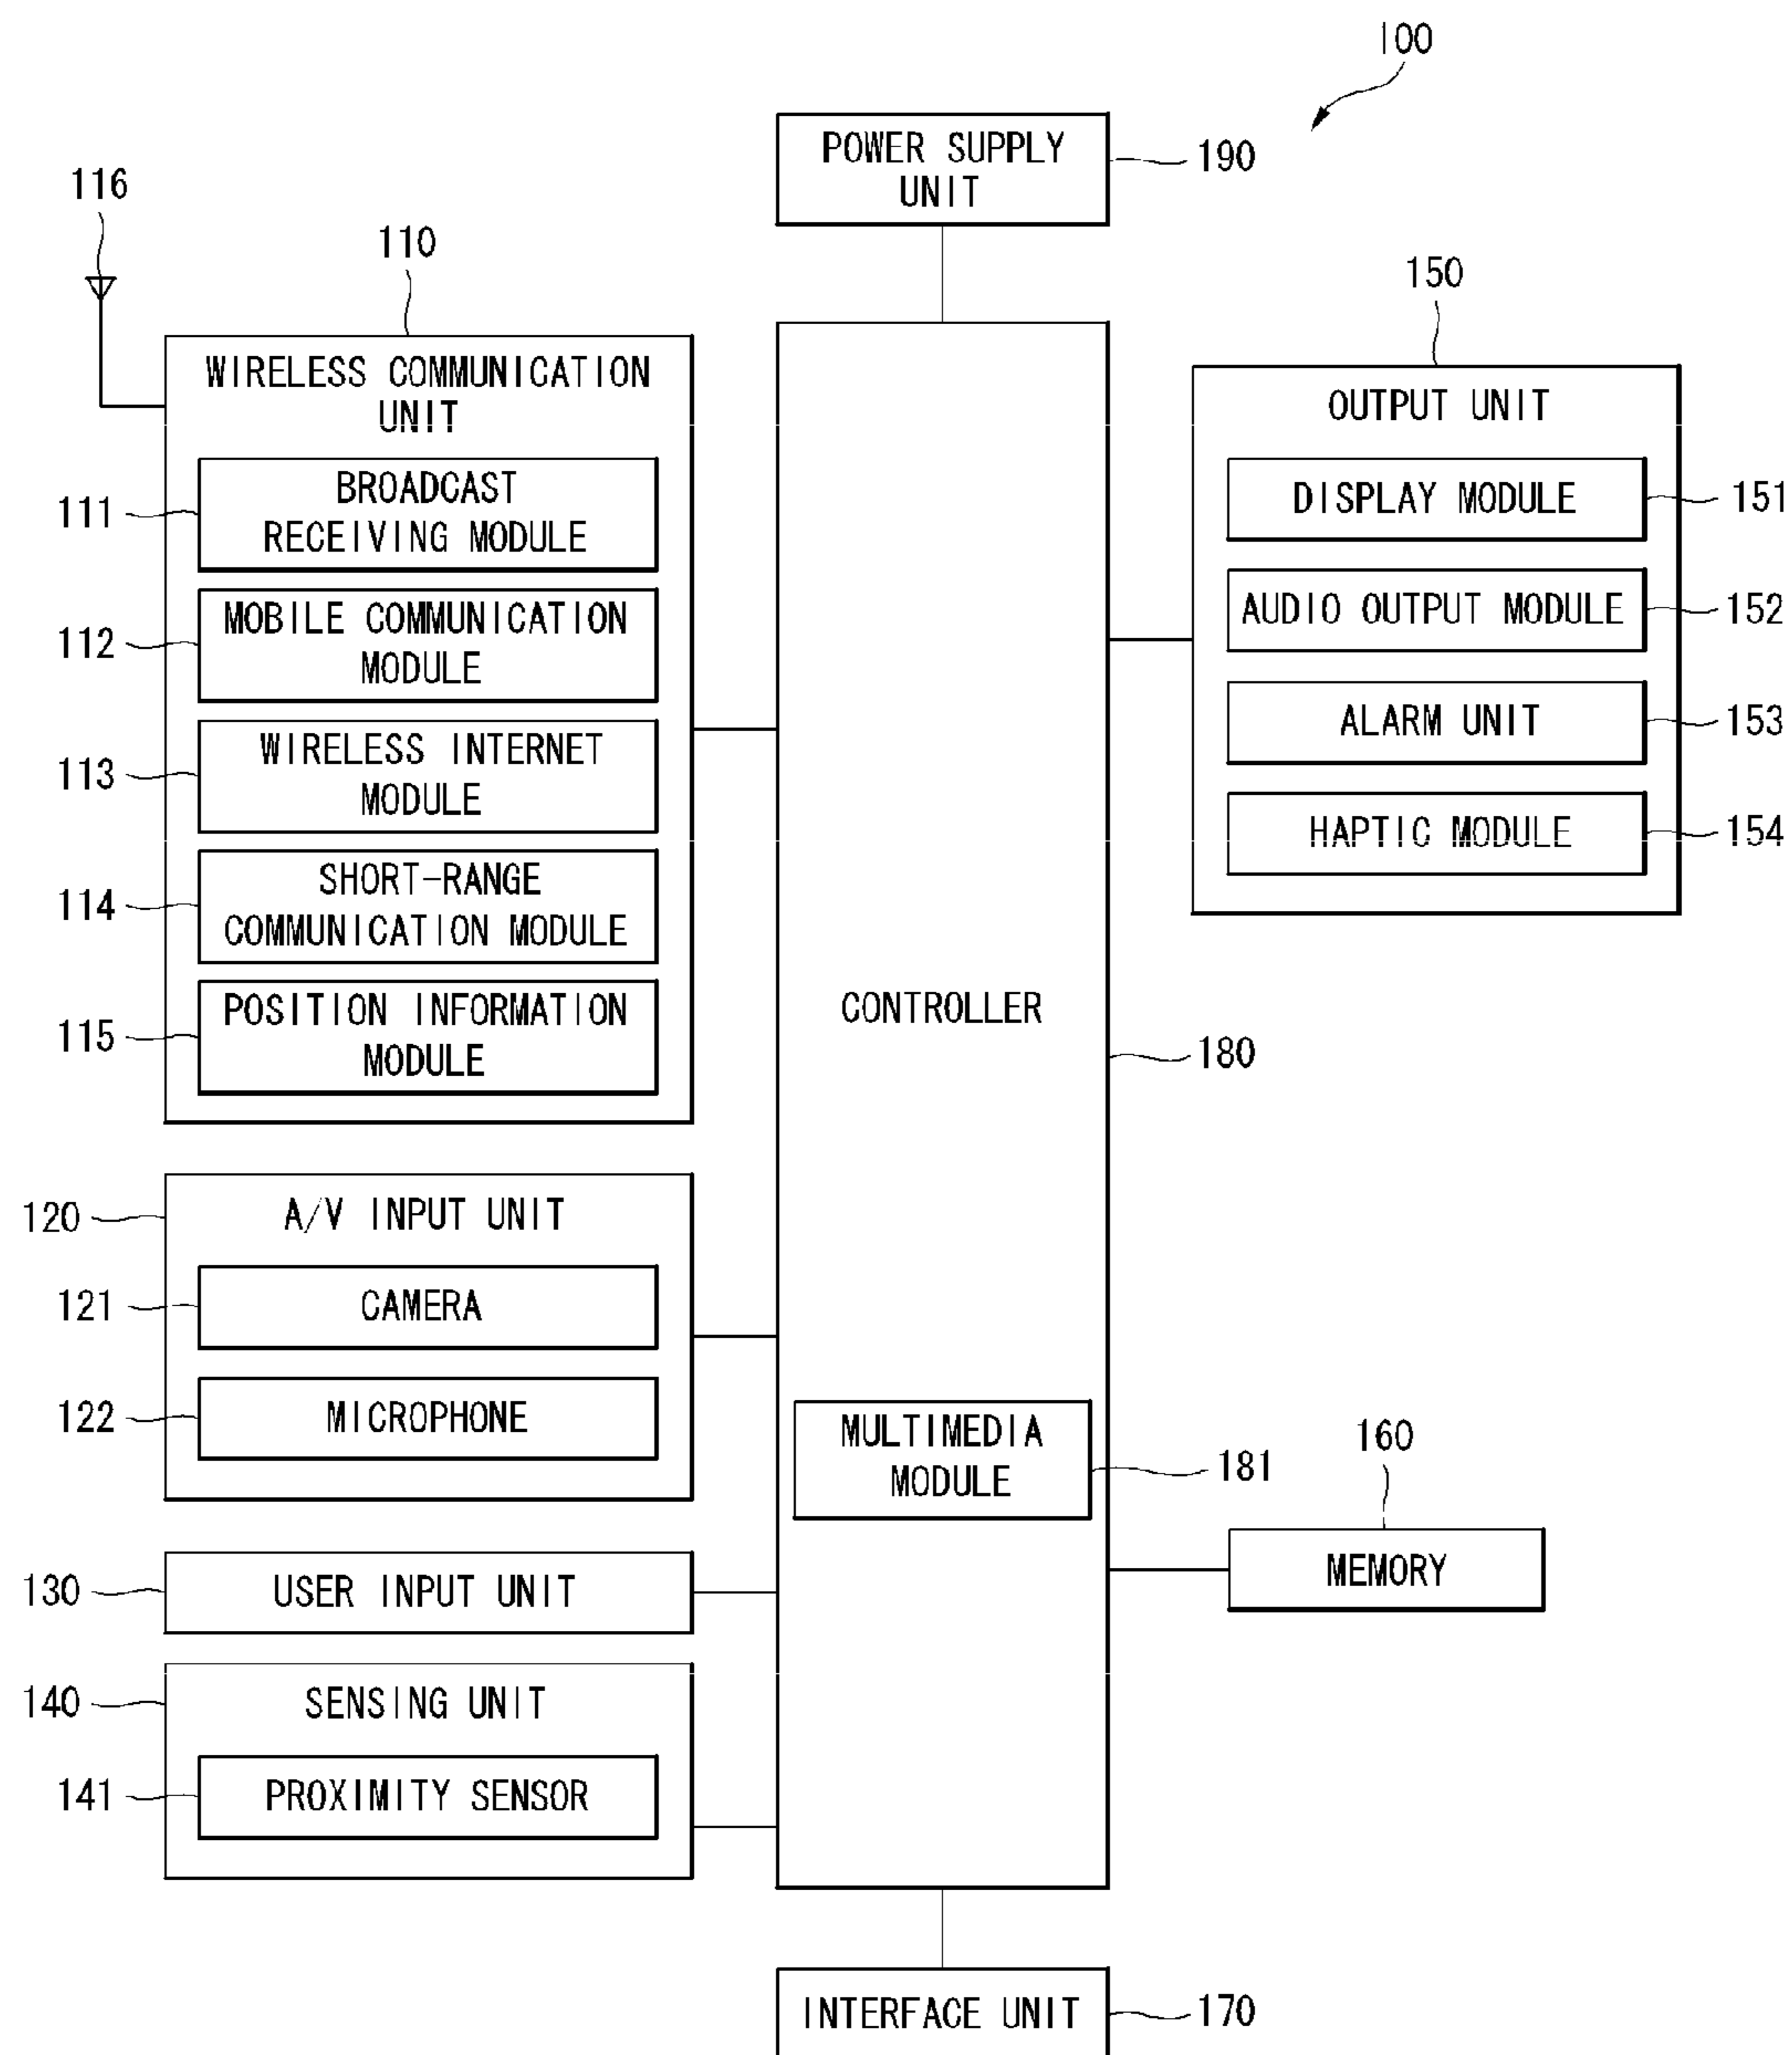 100
POWER SUPPLY
UNIT
190
116
110
WIRELESS COMMUNICATION
UNIT
111
BROADCAST
RECEIVING MODULE
112
MOBILE COMMUNICATION
MODULE
113
WIRELESS INTERNET
MODULE
114
SHORT-RANGE
COMMUNICATION MODULE
115
POSITION INFORMATION
MODULE
120
A/V INPUT UNIT
121
CAMERA
122
MICROPHONE
130
USER INPUT UNIT
140
SENSING UNIT
141
PROXIMITY SENSOR
CONTROLLER
180
MULTIMEDIA
MODULE
181
150
OUTPUT UNIT
DISPLAY MODULE
151
AUDIO OUTPUT MODULE
152
ALARM UNIT
153
HAPTIC MODULE
154
160
MEMORY
INTERFACE UNIT
170